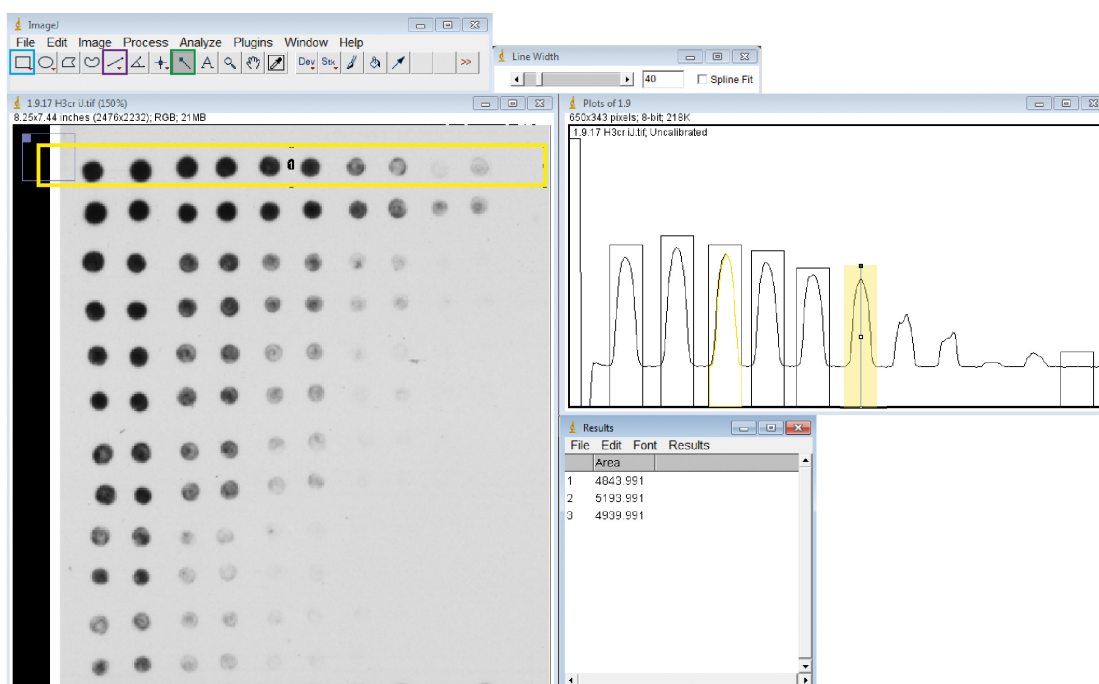 ImageJ
File Edit Image Process Analyze Plugins Window Help
A Dev Stk >>
Line Width
40 Spline Fit
1.9.17 H3cr iJ.tif (150%)
8.25x7.44 inches (2476x2232); RGB; 21MB
1
Plots of 1.9
650x343 pixels; 8-bit; 218K
1.9.17 H3cr iJ.tif; Uncalibrated
Results
File Edit Font Results
Area
1 4843.991
2 5193.991
3 4939.991